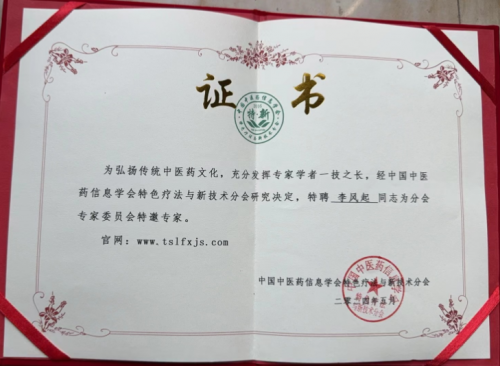 证书
特·新
为弘扬传统中医药文化，充分发挥专家学者一技之长，经中国中医
药信息学会特色疗法与新技术分会研究决定，特聘 李风起 同志为分会
专家委员会特邀专家。
官网：www.tslfxjs.com
中国中医药信息学会特色疗法与新技术分会
二零二四年五月